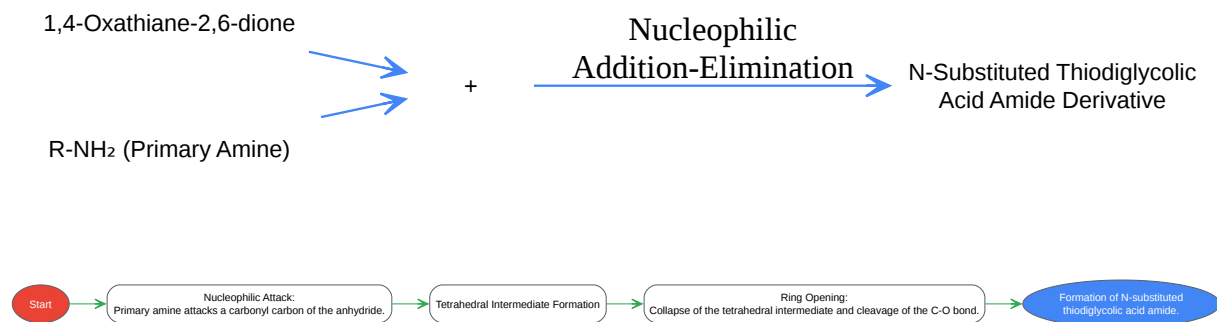 1,4-Oxathiane-2,6-dione
R-NH₂ (Primary Amine)
+
Nucleophilic
Addition-Elimination
N-Substituted Thiodiglycolic
Acid Amide Derivative
Start
Nucleophilic Attack:
Primary amine attacks a carbonyl carbon of the anhydride.
Tetrahedral Intermediate Formation
Ring Opening:
Collapse of the tetrahedral intermediate and cleavage of the C-O bond.
Formation of N-substituted
thiodiglycolic acid amide.